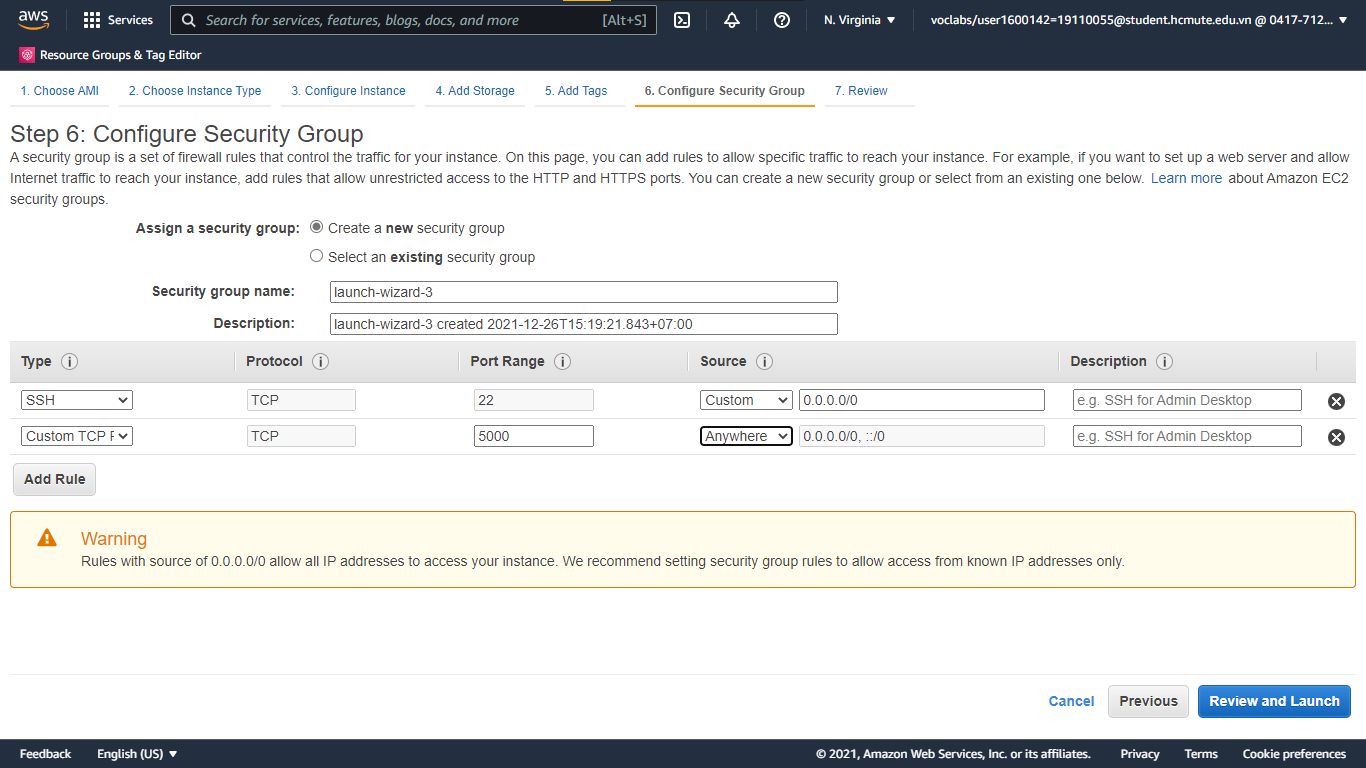 aws
Services
Search for services, features, blogs, docs, and more [Alt+S]
N. Virginia
voclabs/user1600142=19110055@student.hcmute.edu.vn @ 0417-712...
Resource Groups & Tag Editor
1. Choose AMI 2. Choose Instance Type 3. Configure Instance 4. Add Storage 5. Add Tags 6. Configure Security Group 7. Review
Step 6: Configure Security Group
A security group is a set of firewall rules that control the traffic for your instance. On this page, you can add rules to allow specific traffic to reach your instance. For example, if you want to set up a web server and allow
Internet traffic to reach your instance, add rules that allow unrestricted access to the HTTP and HTTPS ports. You can create a new security group or select from an existing one below. Learn more about Amazon EC2
security groups.
Assign a security group: Create a new security group
Select an existing security group
Security group name: launch-wizard-3
Description: launch-wizard-3 created 2021-12-26T15:19:21.843+07:00
Type Protocol Port Range Source Description
SSH TCP 22 Custom 0.0.0.0/0 e.g. SSH for Admin Desktop
Custom TCP F TCP 5000 Anywhere 0.0.0.0/0, ::/0 e.g. SSH for Admin Desktop
Add Rule
Warning
Rules with source of 0.0.0.0/0 allow all IP addresses to access your instance. We recommend setting security group rules to allow access from known IP addresses only.
Cancel Previous Review and Launch
Feedback English (US) © 2021, Amazon Web Services, Inc. or its affiliates. Privacy Terms Cookie preferences